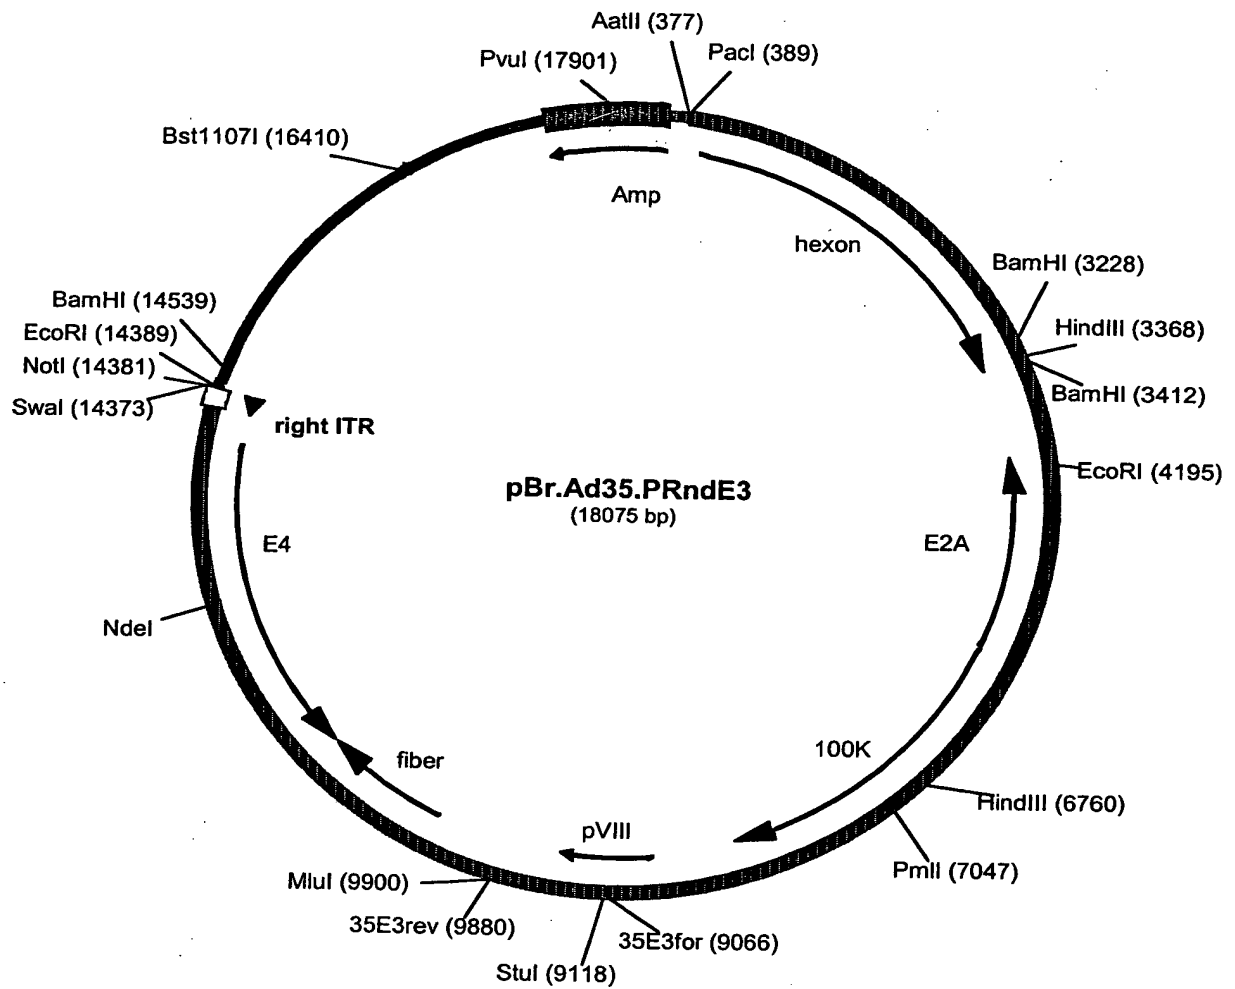 AatII (377)
PacI (389)
PvuI (17901)
Bst1107I (16410)
Amp
hexon
BamHI (3228)
BamHI (14539)
HindIII (3368)
EcoRI (14389)
NotI (14381)
BamHI (3412)
SwaI (14373)
right ITR
EcoRI (4195)
pBr.Ad35.PRndE3
(18075 bp)
E4
E2A
NdeI
100K
fiber
HindIII (6760)
pVIII
PmlI (7047)
MluI (9900)
35E3rev (9880)
35E3for (9066)
StuI (9118)